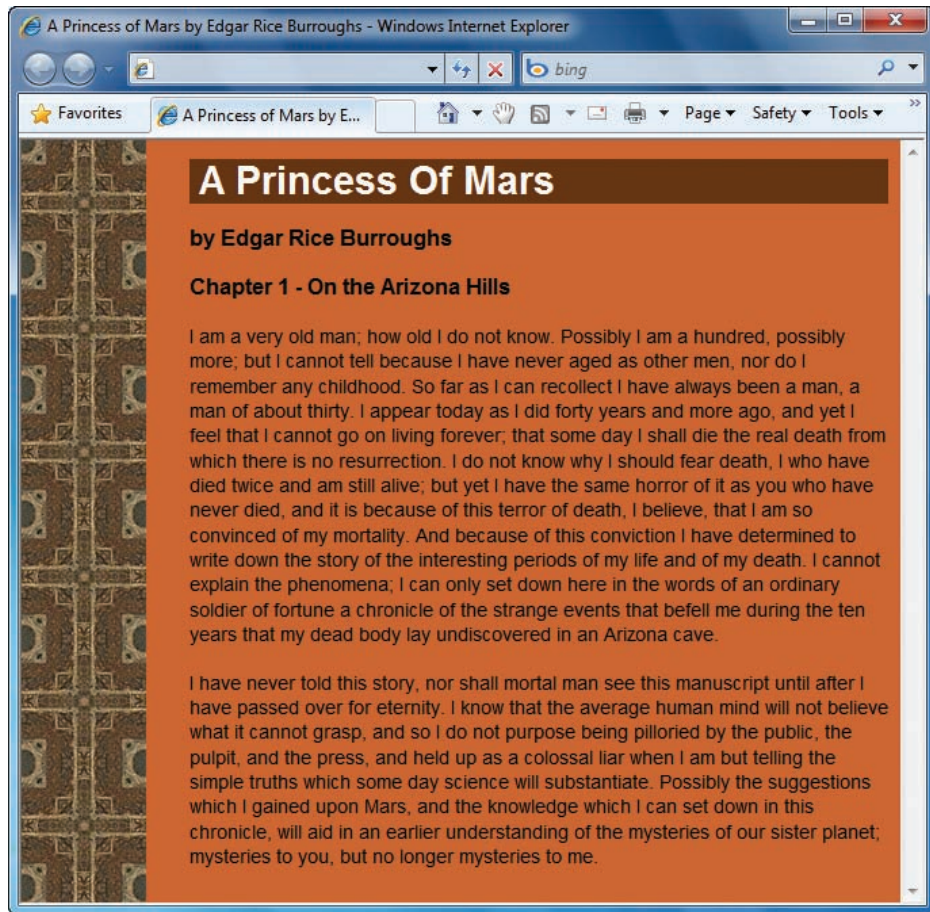 A Princess of Mars by Edgar Rice Burroughs - Windows Internet Explorer
bing
Favorites A Princess of Mars by E... Page Safety Tools »
A Princess Of Mars
by Edgar Rice Burroughs
Chapter 1 - On the Arizona Hills
I am a very old man; how old I do not know. Possibly I am a hundred, possibly
more; but I cannot tell because I have never aged as other men, nor do I
remember any childhood. So far as I can recollect I have always been a man, a
man of about thirty. I appear today as I did forty years and more ago, and yet I
feel that I cannot go on living forever; that some day I shall die the real death from
which there is no resurrection. I do not know why I should fear death, I who have
died twice and am still alive; but yet I have the same horror of it as you who have
never died, and it is because of this terror of death, I believe, that I am so
convinced of my mortality. And because of this conviction I have determined to
write down the story of the interesting periods of my life and of my death. I cannot
explain the phenomena; I can only set down here in the words of an ordinary
soldier of fortune a chronicle of the strange events that befell me during the ten
years that my dead body lay undiscovered in an Arizona cave.
I have never told this story, nor shall mortal man see this manuscript until after I
have passed over for eternity. I know that the average human mind will not believe
what it cannot grasp, and so I do not purpose being pilloried by the public, the
pulpit, and the press, and held up as a colossal liar when I am but telling the
simple truths which some day science will substantiate. Possibly the suggestions
which I gained upon Mars, and the knowledge which I can set down in this
chronicle, will aid in an earlier understanding of the mysteries of our sister planet;
mysteries to you, but no longer mysteries to me.